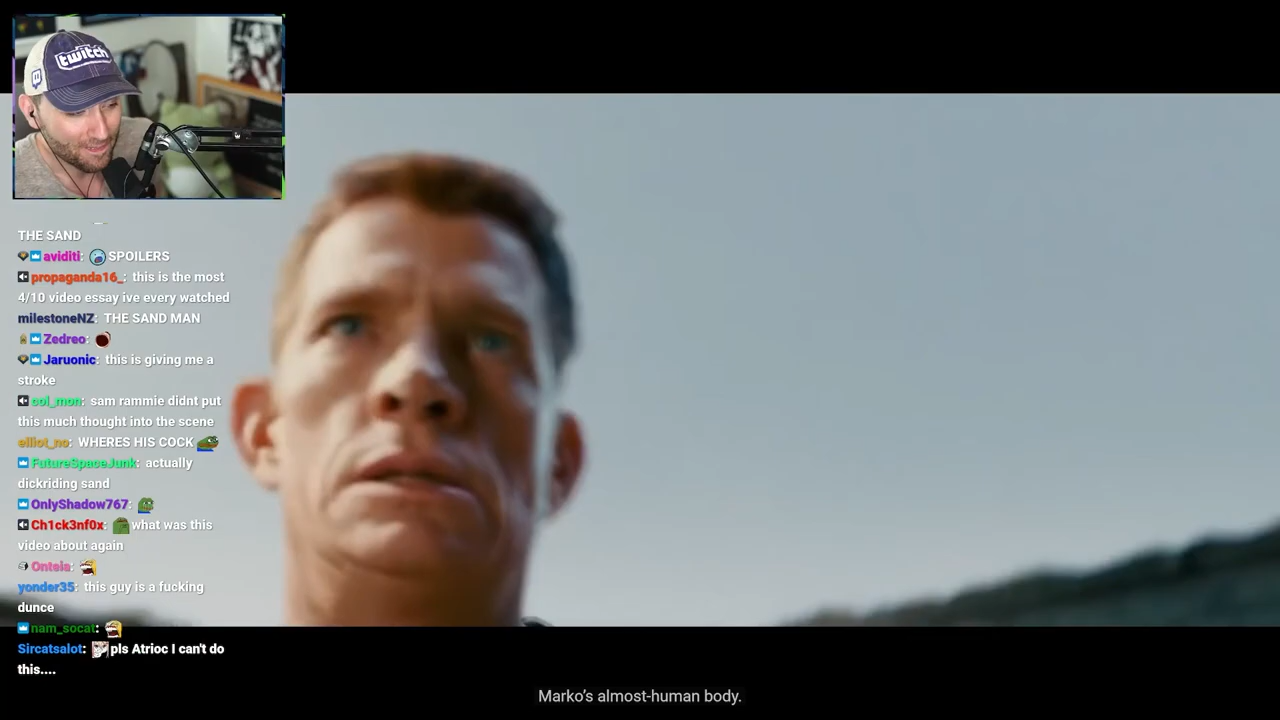 twitch
THE SAND
aviditi: SPOILERS
propaganda16_: this is the most
4/10 video essay ive every watched
milestoneNZ: THE SAND MAN
Zedreo:
Jaruonic: this is giving me a
stroke
ool_mon: sam rammie didnt put
this much thought into the scene
elliot_no: WHERES HIS COCK
FutureSpaceJunk: actually
dickriding sand
OnlyShadow767:
Ch1ck3nf0x: what was this
video about again
Ontela:
yonder35: this guy is a fucking
dunce
nam_socat:
Sircatsalot: pls Atrioc I can't do
this....
Marko's almost-human body.